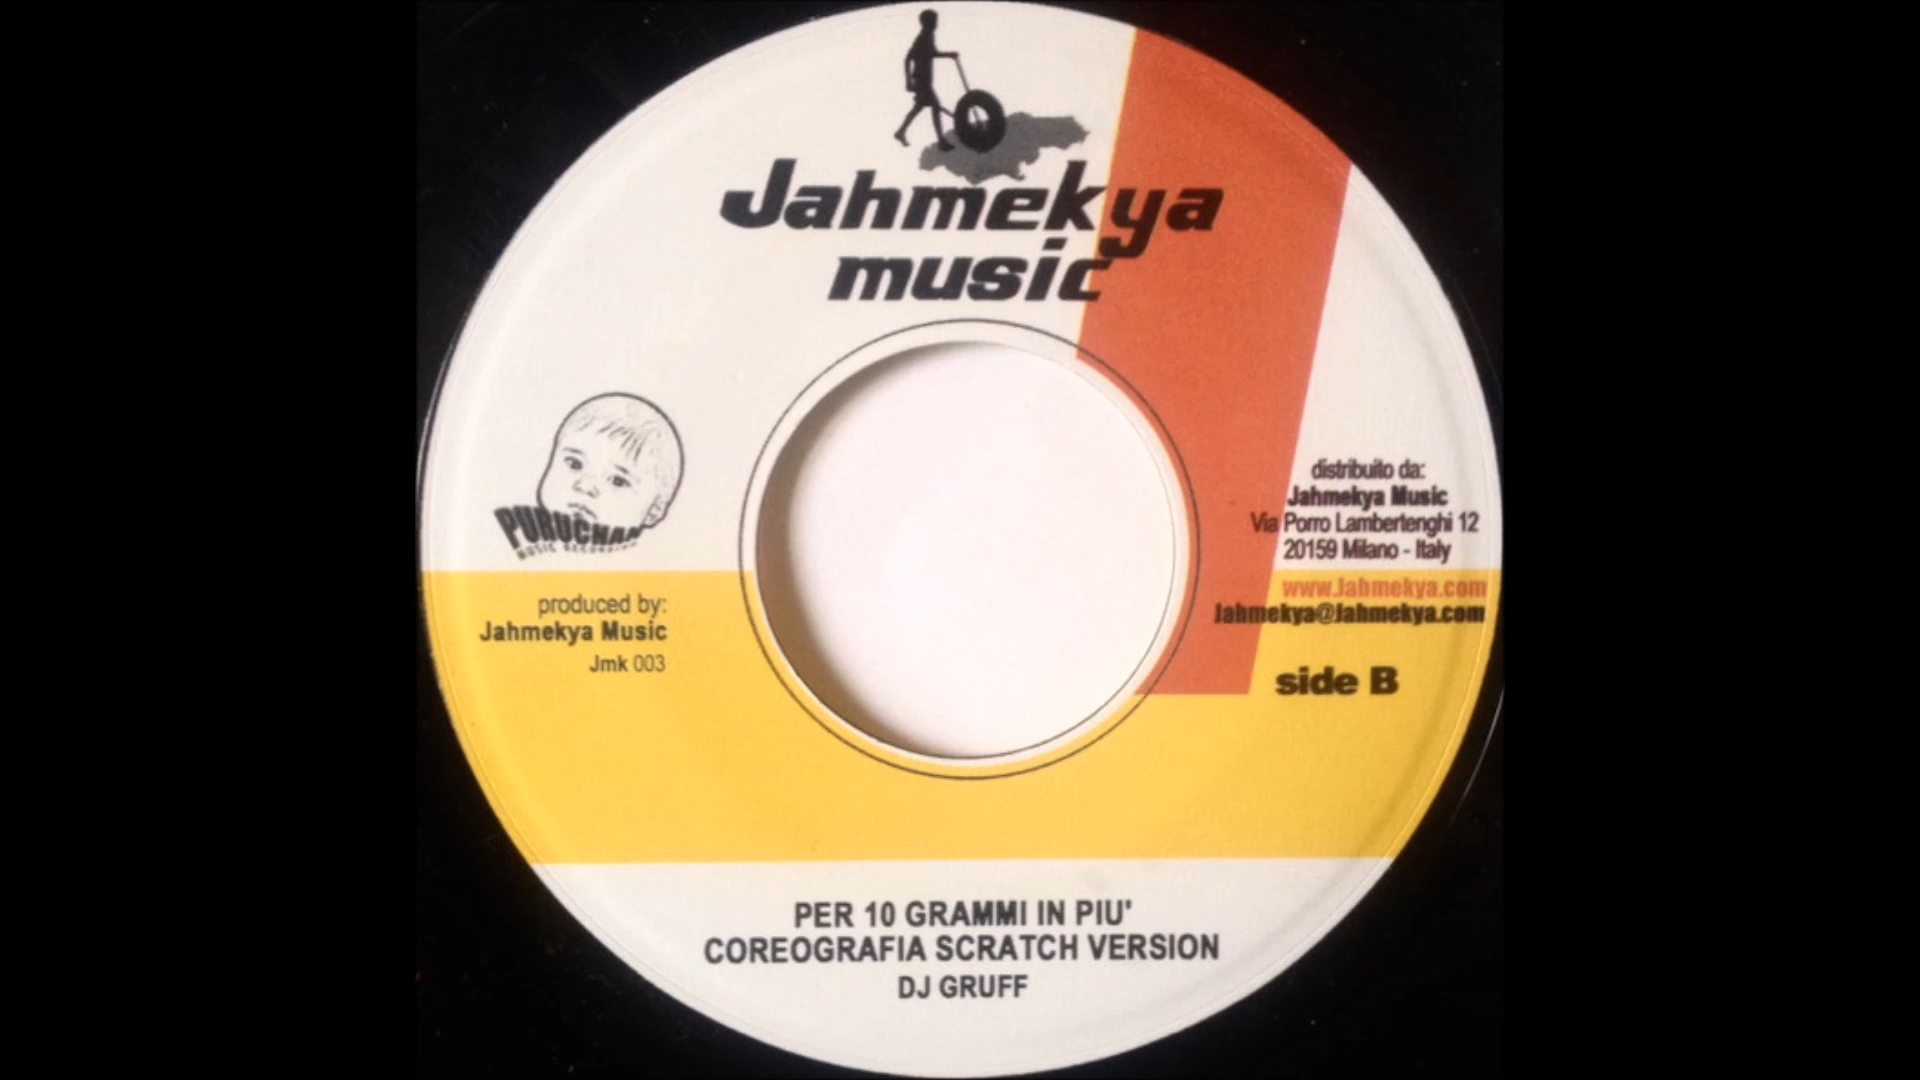 Jahmekya
music
PURUCHAN
MUSIC RECORDING
produced by:
Jahmekya Music
Jmk 003
distribuito da:
Jahmekya Music
Via Porro Lambertenghi 12
20159 Milano - Italy
www.Jahmekya.com
Jahmekya@Jahmekya.com
side B
PER 10 GRAMMI IN PIU'
COREOGRAFIA SCRATCH VERSION
DJ GRUFF